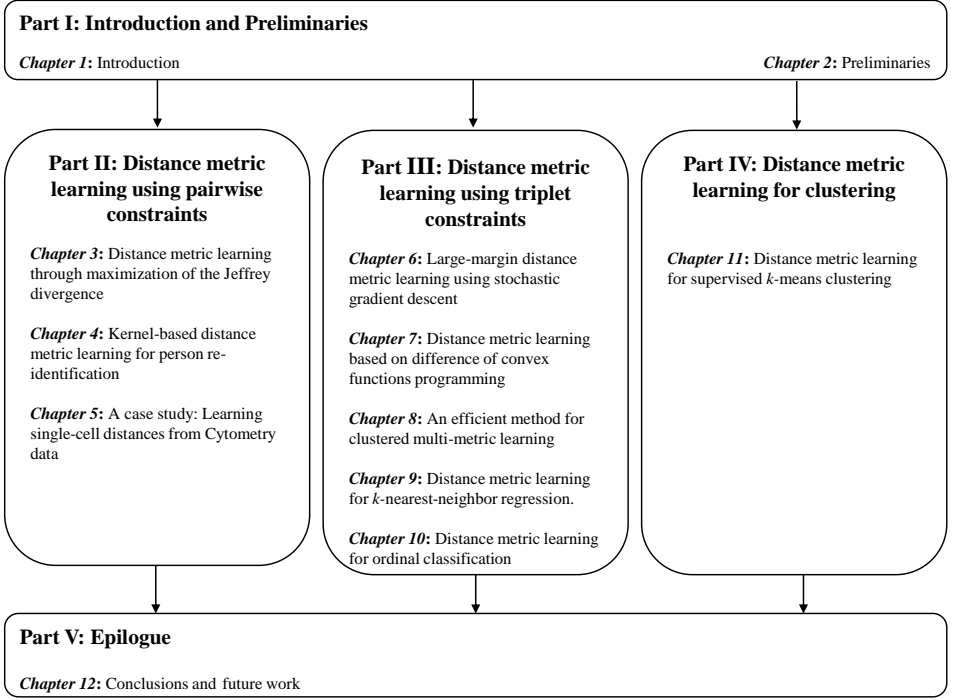 Part I: Introduction and Preliminaries
Chapter 1: Introduction
Chapter 2: Preliminaries
Part II: Distance metric
learning using pairwise
constraints
Chapter 3: Distance metric learning
through maximization of the Jeffrey
divergence
Chapter 4: Kernel-based distance
metric learning for person re-
identification
Chapter 5: A case study: Learning
single-cell distances from Cytometry
data
Part III: Distance metric
learning using triplet
constraints
Chapter 6: Large-margin distance
metric learning using stochastic
gradient descent
Chapter 7: Distance metric learning
based on difference of convex
functions programming
Chapter 8: An efficient method for
clustered multi-metric learning
Chapter 9: Distance metric learning
for k-nearest-neighbor regression.
Chapter 10: Distance metric learning
for ordinal classification
Part IV: Distance metric
learning for clustering
Chapter 11: Distance metric learning
for supervised k-means clustering
Part V: Epilogue
Chapter 12: Conclusions and future work